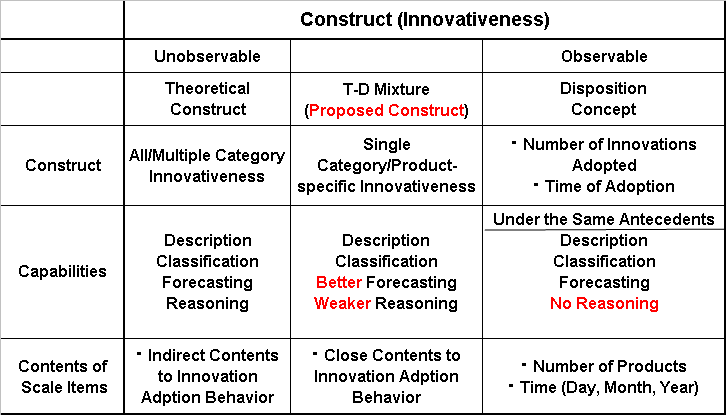 Construct (Innovativeness)
Unobservable
Observable
Theoretical
Construct
T-D Mixture
(Proposed Construct)
Disposition
Concept
Construct
All/Multiple Category
Innovativeness
Single
Category/Product-
specific Innovativeness
・Number of Innovations
Adopted
・Time of Adoption
Capabilities
Description
Classification
Forecasting
Reasoning
Description
Classification
Better Forecasting
Weaker Reasoning
Under the Same Antecedents
Description
Classification
Forecasting
No Reasoning
Contents of
Scale Items
・Indirect Contents
to Innovation
Adption Behavior
・Close Contents to
Innovation Adption
Behavior
・Number of Products
・Time (Day, Month, Year)